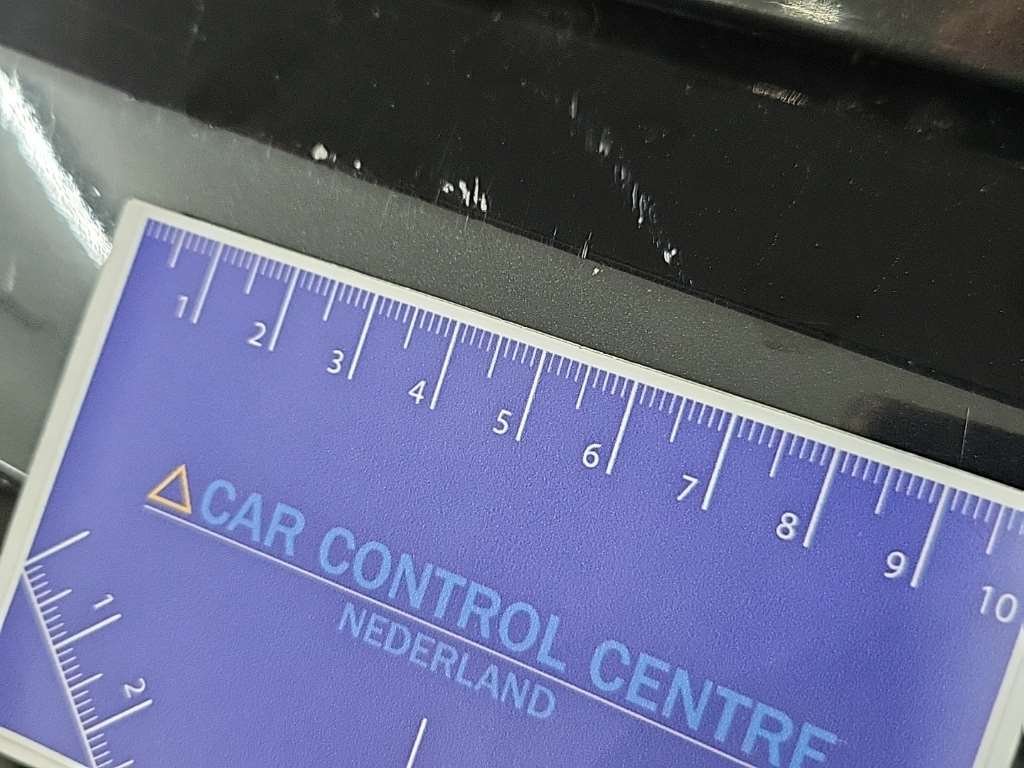 1 2 3 4 5 6 7 8 9 10
CAR CONTROL CENTRE
NEDERLAND
1
2